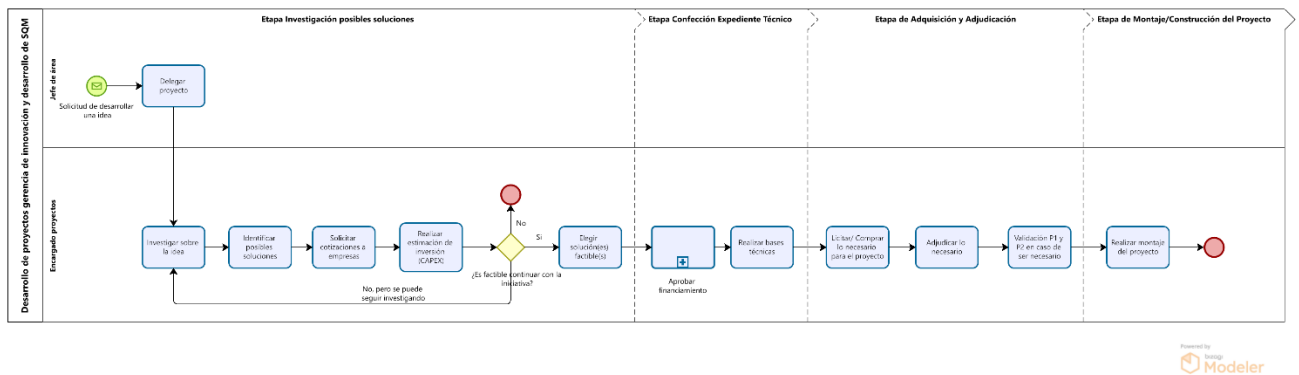 Etapa Investigación posibles soluciones
Etapa Confección Expediente Técnico
Etapa de Adquisición y Adjudicación
Etapa de Montaje/Construcción del Proyecto
Desarrollo de proyectos gerencia de innovación y desarrollo de SQM
Jefe de área
Solicitud de desarrollar
una idea
Delegar
proyecto
Encargado proyectos
Investigar sobre
la idea
Identificar
posibles
soluciones
Solicitar
cotizaciones a
empresas
Realizar
estimación de
inversión
(CAPEX)
No
Si
¿Es factible continuar con la
iniciativa?
No, pero se puede
seguir investigando
Elegir
solución(es)
factible(s)
Aprobar
financiamiento
Realizar bases
técnicas
Licitar/ Comprar
lo necesario
para el proyecto
Adjudicar lo
necesario
Validación P1 y
P2 en caso de
ser necesario
Realizar montaje
del proyecto
Powered by
bizagi
Modeler